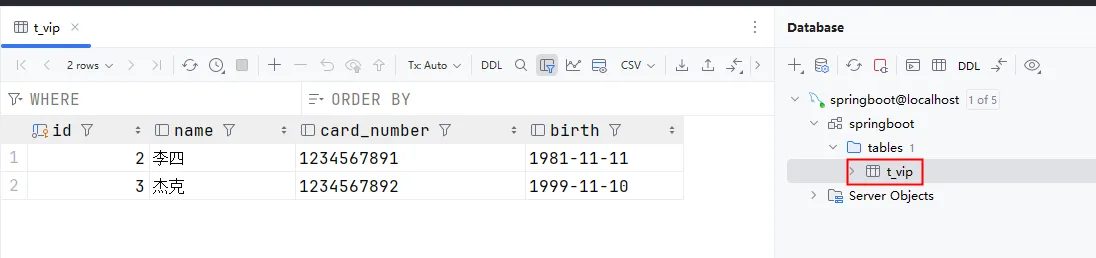 t_vip
Database
2 rows
Tx: Auto
DDL
CSV
DDL
WHERE
ORDER BY
springboot@localhost 1 of 5
springboot
tables 1
t_vip
Server Objects
id name card_number birth
1 2 李四 1234567891 1981-11-11
2 3 杰克 1234567892 1999-11-10